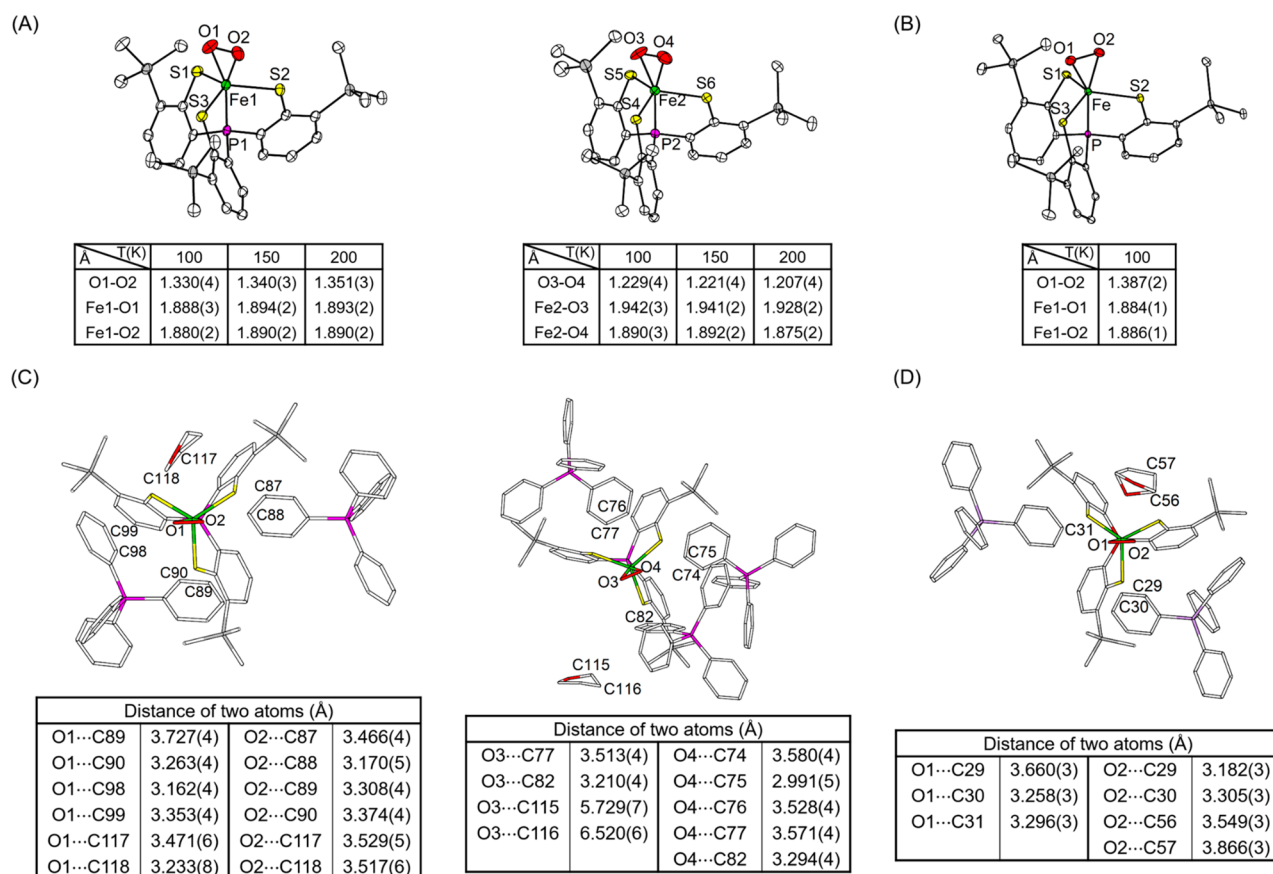 (A)
(B)
O1
O2
S1
S2
S3
Fe1
P1
O3
O4
S5
S6
S4
Fe2
P2
O1
O2
S1
S2
S3
Fe
P
Å T(K) 100 150 200
O1-O2 1.330(4) 1.340(3) 1.351(3)
Fe1-O1 1.888(3) 1.894(2) 1.893(2)
Fe1-O2 1.880(2) 1.890(2) 1.890(2)
Å T(K) 100 150 200
O3-O4 1.229(4) 1.221(4) 1.207(4)
Fe2-O3 1.942(3) 1.941(2) 1.928(2)
Fe2-O4 1.890(3) 1.892(2) 1.875(2)
Å T(K) 100
O1-O2 1.387(2)
Fe1-O1 1.884(1)
Fe1-O2 1.886(1)
(C)
(D)
C117
C118
C87
C88
O1
O2
C99
C98
C90
C89
C76
C77
C75
C74
O4
O3
C82
C115
C116
C57
C56
C31
O1
O2
C29
C30
Distance of two atoms (Å)
O1···C89 3.727(4) O2···C87 3.466(4)
O1···C90 3.263(4) O2···C88 3.170(5)
O1···C98 3.162(4) O2···C89 3.308(4)
O1···C99 3.353(4) O2···C90 3.374(4)
O1···C117 3.471(6) O2···C117 3.529(5)
O1···C118 3.233(8) O2···C118 3.517(6)
Distance of two atoms (Å)
O3···C77 3.513(4) O4···C74 3.580(4)
O3···C82 3.210(4) O4···C75 2.991(5)
O3···C115 5.729(7) O4···C76 3.528(4)
O3···C116 6.520(6) O4···C77 3.571(4)
O4···C82 3.294(4)
Distance of two atoms (Å)
O1···C29 3.660(3) O2···C29 3.182(3)
O1···C30 3.258(3) O2···C30 3.305(3)
O1···C31 3.296(3) O2···C56 3.549(3)
O2···C57 3.866(3)